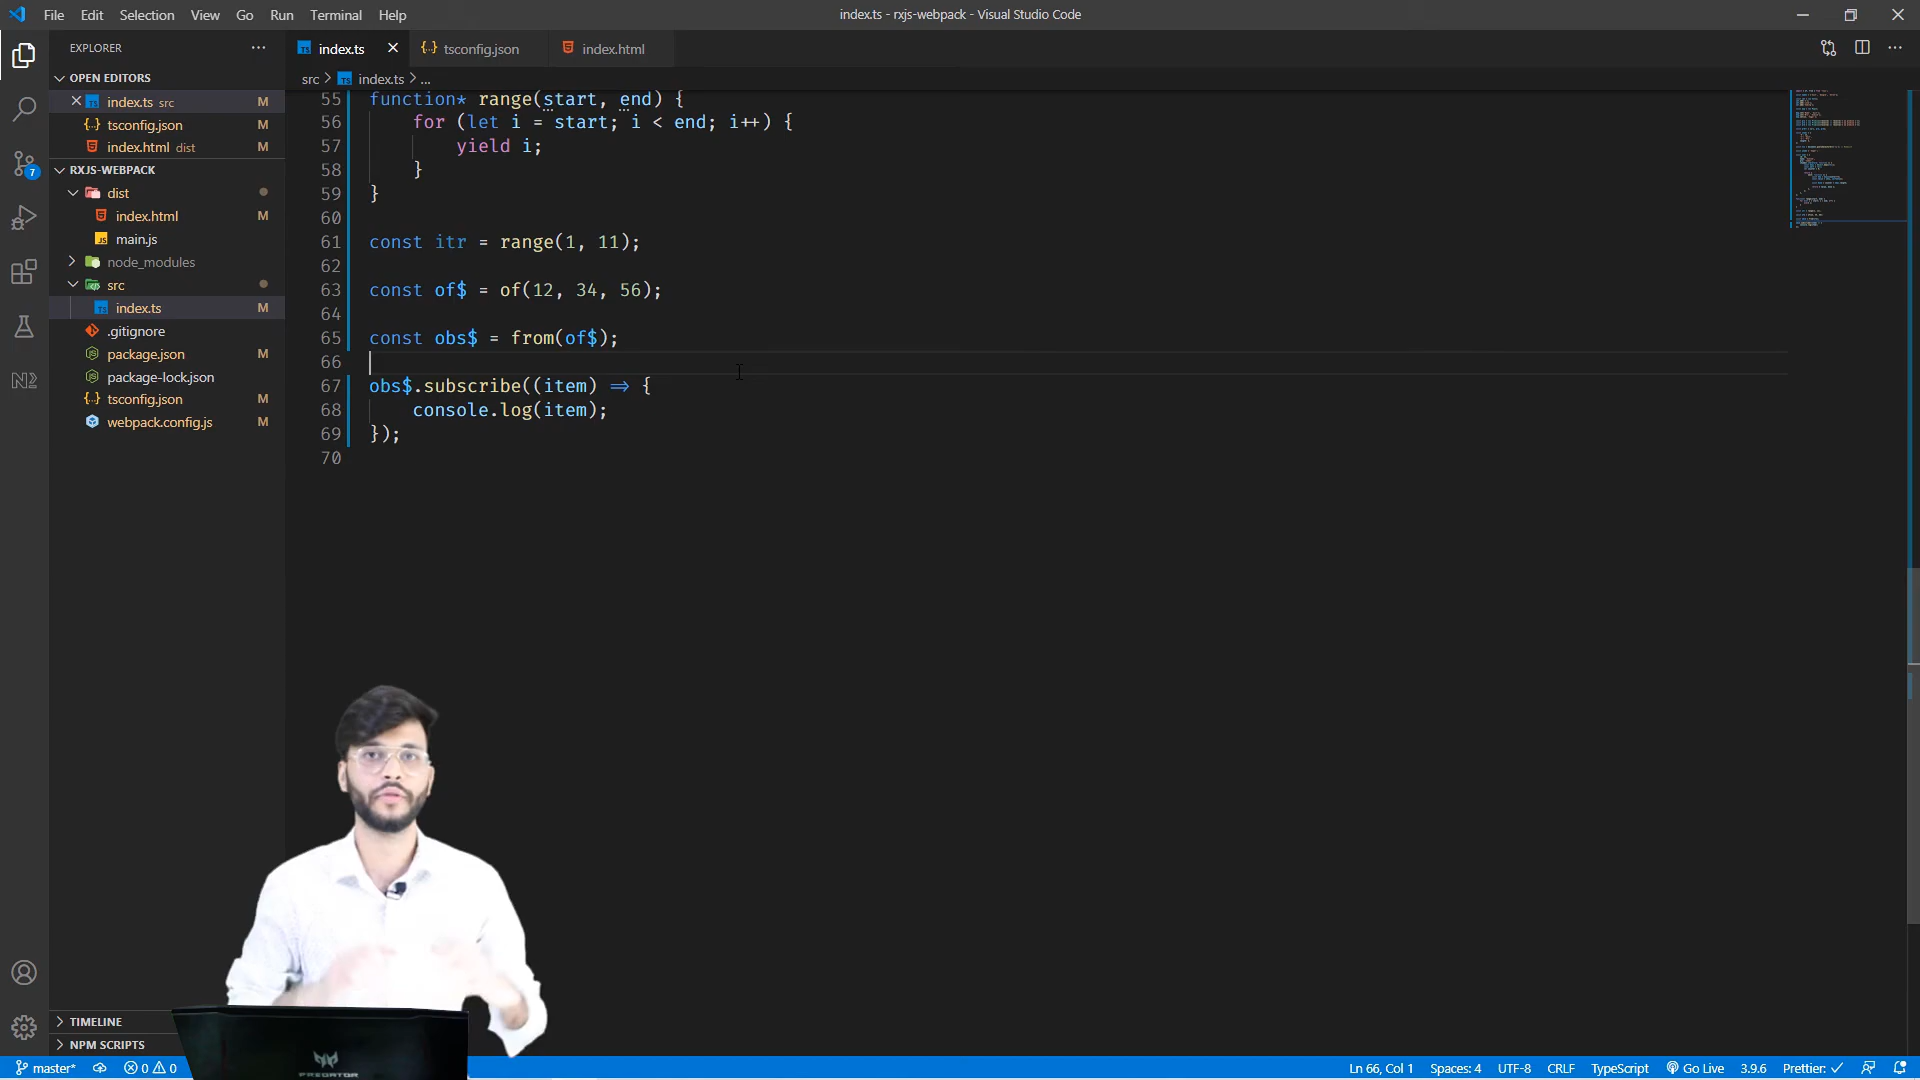 File Edit Selection View Go Run Terminal Help
index.ts - rxjs-webpack - Visual Studio Code
EXPLORER
index.ts
tsconfig.json
index.html
src > index.ts > ...
OPEN EDITORS
index.ts src M
tsconfig.json M
index.html dist M
RXJS-WEBPACK
dist
index.html M
main.js
node_modules
src
index.ts M
.gitignore
package.json M
package-lock.json
tsconfig.json M
webpack.config.js M
7
55 function* range(start, end) {
56 for (let i = start; i < end; i++) {
57 yield i;
58 }
59 }
60
61 const itr = range(1, 11);
62
63 const of$ = of(12, 34, 56);
64
65 const obs$ = from(of$);
66
67 obs$.subscribe((item) => {
68 console.log(item);
69 });
70
TIMELINE
NPM SCRIPTS
PREDATOR
master* 0 0
Ln 66, Col 1 Spaces: 4 UTF-8 CRLF TypeScript Go Live 3.9.6 Prettier: ✓